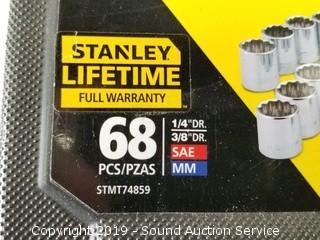 STANLEY
LIFETIME
FULL WARRANTY
68
PCS/PZAS
1/4"DR.
3/8"DR.
SAE
MM
STMT74859
Copyright 2019 - Sound Auction Service